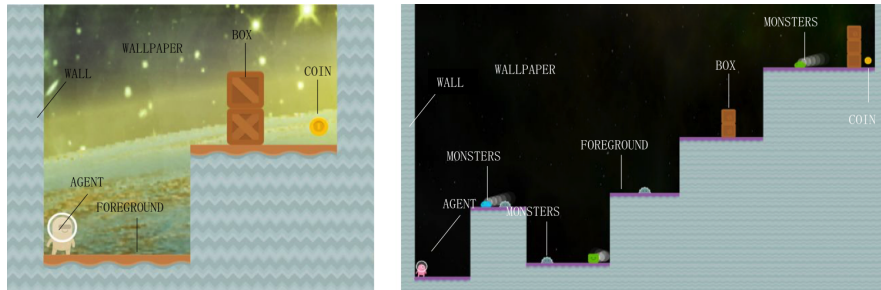 BOX
WALLPAPER
COIN
WALL
AGENT
FOREGROUND
MONSTERS
BOX
WALLPAPER
WALL
COIN
FOREGROUND
MONSTERS
AGENT
MONSTERS